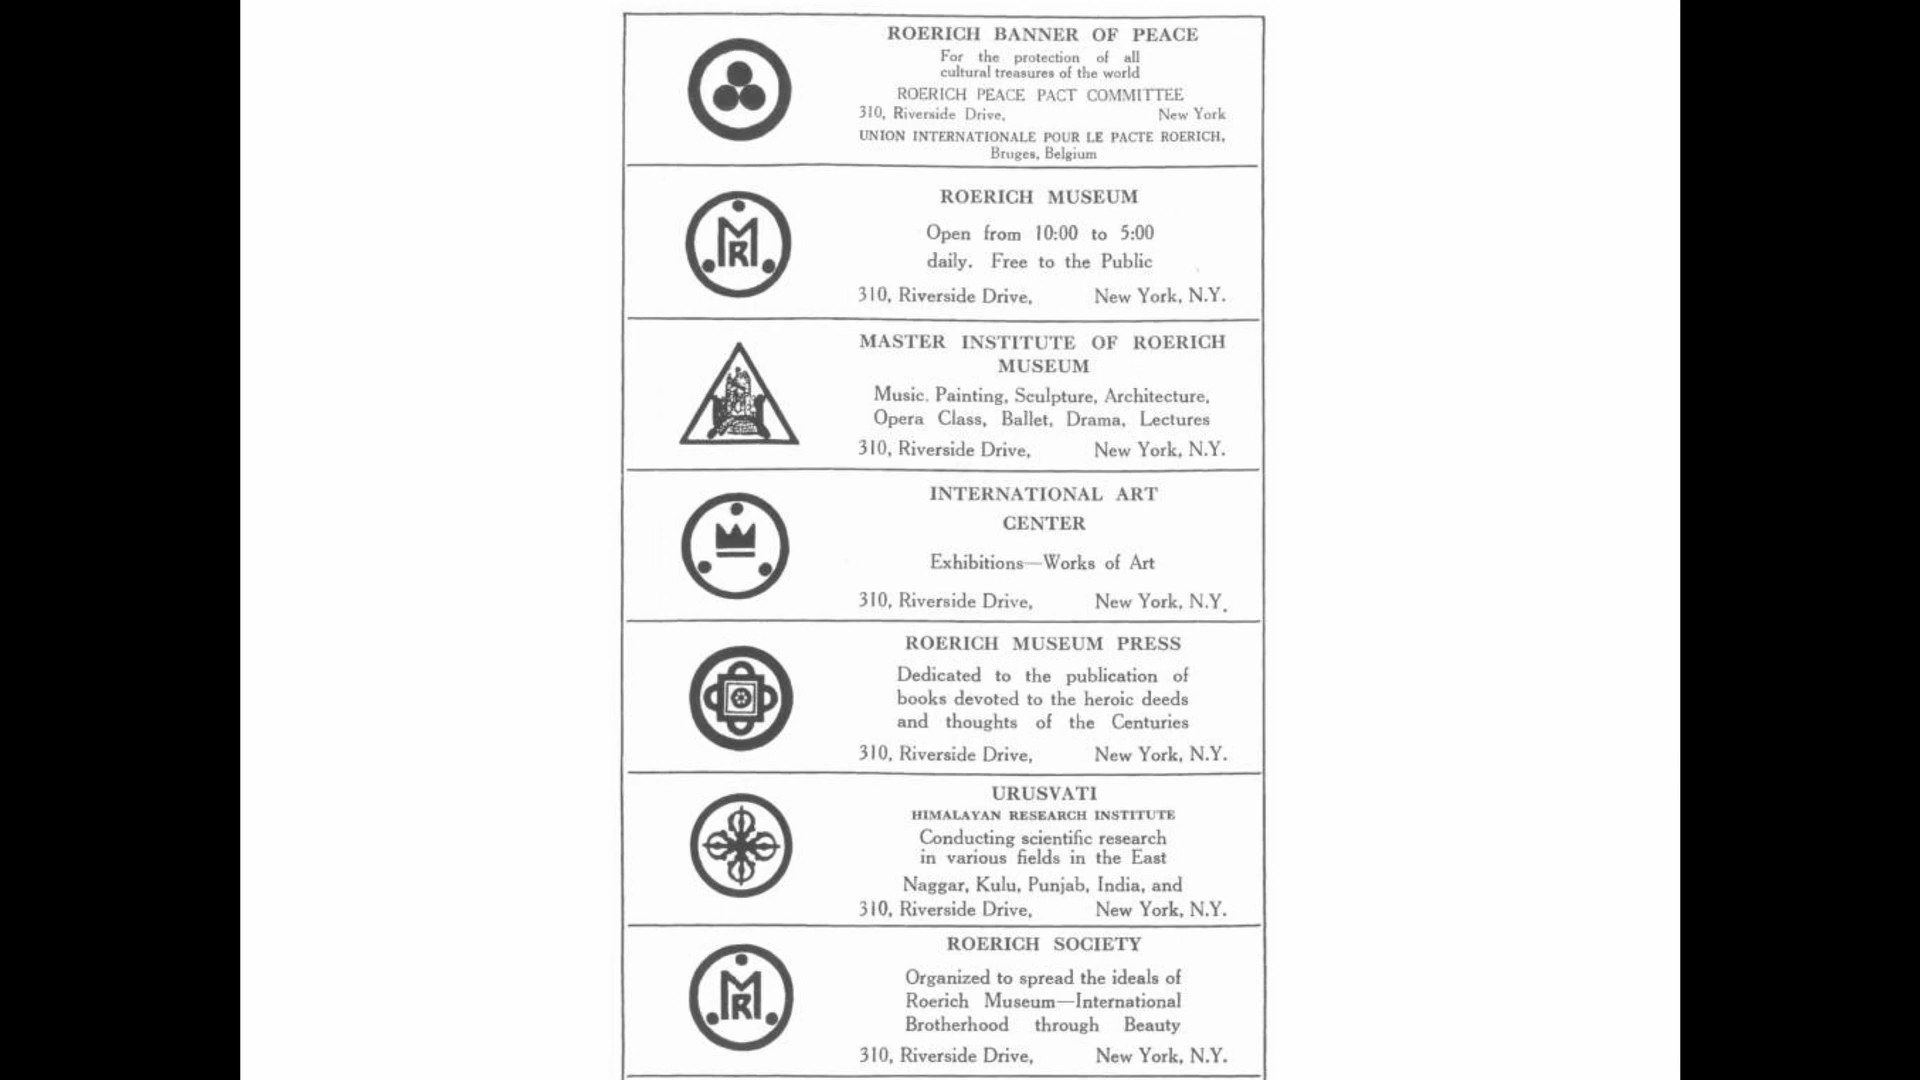 ROERICH BANNER OF PEACE
For the protection of all
cultural treasures of the world
ROERICH PEACE PACT COMMITTEE
310, Riverside Drive, New York
UNION INTERNATIONALE POUR LE PACTE ROERICH,
Bruges, Belgium
MR
ROERICH MUSEUM
Open from 10:00 to 5:00
daily. Free to the Public
310, Riverside Drive, New York, N.Y.
MASTER INSTITUTE OF ROERICH
MUSEUM
Music, Painting, Sculpture, Architecture,
Opera Class, Ballet, Drama, Lectures
310, Riverside Drive, New York, N.Y.
INTERNATIONAL ART
CENTER
Exhibitions—Works of Art
310, Riverside Drive, New York, N.Y.
ROERICH MUSEUM PRESS
Dedicated to the publication of
books devoted to the heroic deeds
and thoughts of the Centuries
310, Riverside Drive, New York, N.Y.
URUSVATI
HIMALAYAN RESEARCH INSTITUTE
Conducting scientific research
in various fields in the East
Naggar, Kulu, Punjab, India, and
310, Riverside Drive, New York, N.Y.
MR
ROERICH SOCIETY
Organized to spread the ideals of
Roerich Museum—International
Brotherhood through Beauty
310, Riverside Drive, New York, N.Y.